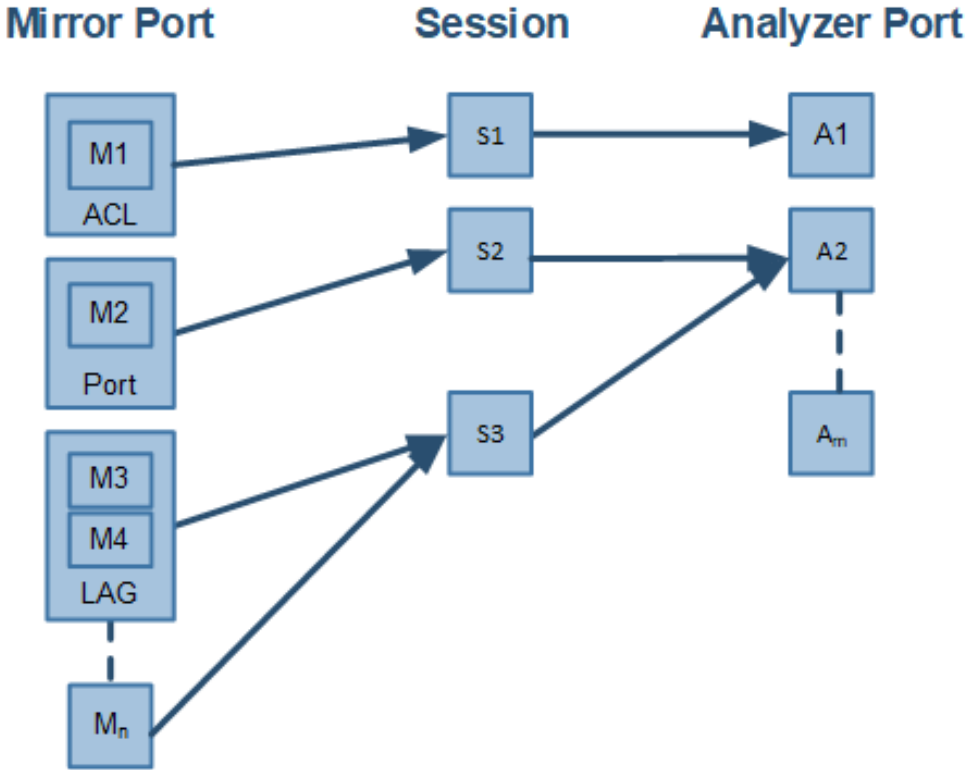 Mirror Port Session Analyzer Port
M1 S1 A1
ACL
M2 S2 A2
Port
M3 S3 Aₘ
M4
LAG
Mₙ